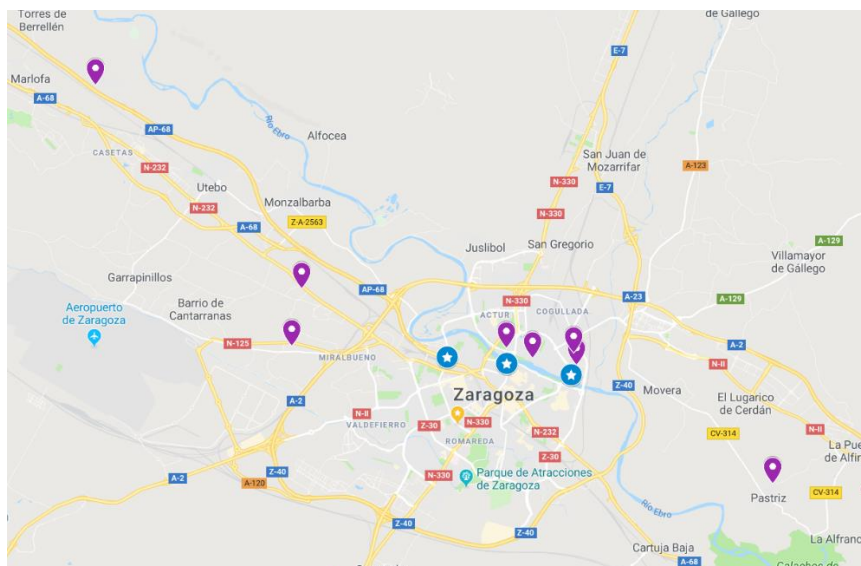 Torres de
Berrellén
de Gallego
Marlofa
E-7
A-68
AP-68
Río Ebro
Alfocea
CASETAS
N-232
San Juan de
Mozarrifar
A-123
N-330
E-7
Utebo
N-232
Monzalbarba
Z-A-2563
N-330
A-68
Juslibol
San Gregorio
A-129
Villamayor
de Gállego
Garrapinillos
AP-68
A-23
A-129
Barrio de
Cantarranas
Aeropuerto
de Zaragoza
N-330
ACTUR
COGULLADA
N-125
MIRALBUENO
A-2
N-II
Zaragoza
Z-40
Movera
A-2
El Lugarico
de Cerdán
N-II
VALDEFIERRO
Z-30
N-330
N-232
CV-314
N-II
ROMAREDA
Z-30
La Pue
de Alfin
A-2
Z-40
A-120
N-330
Parque de Atracciones
de Zaragoza
Pastriz
CV-314
Río Ebro
Z-40
Z-40
Cartuja Baja
La Alfran
A-68